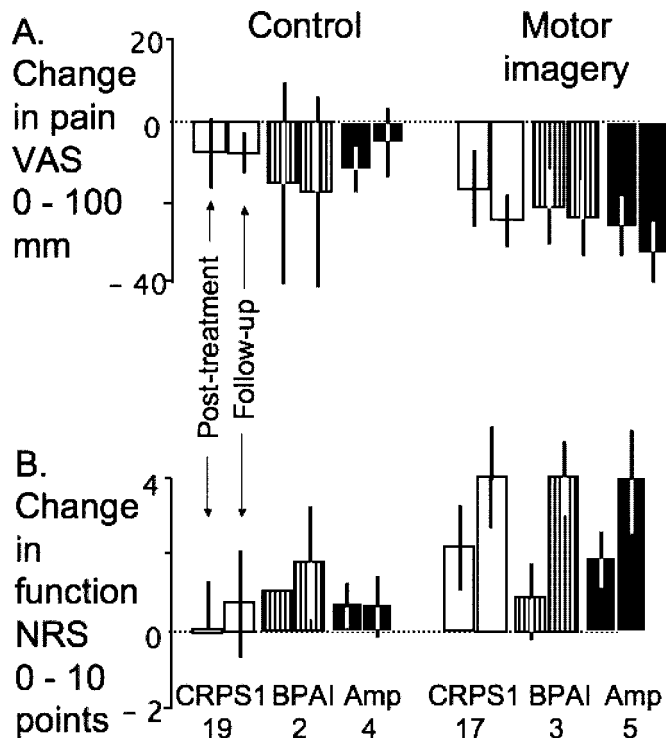 A.
Change
in pain
VAS
0 - 100
mm
Control
Motor
imagery
20
0
- 40
Post-treatment
Follow-up
B.
Change
in
function
NRS
0 - 10
points
4
0
- 2
CRPS1 BPAI Amp
19 2 4
CRPS1 BPAI Amp
17 3 5